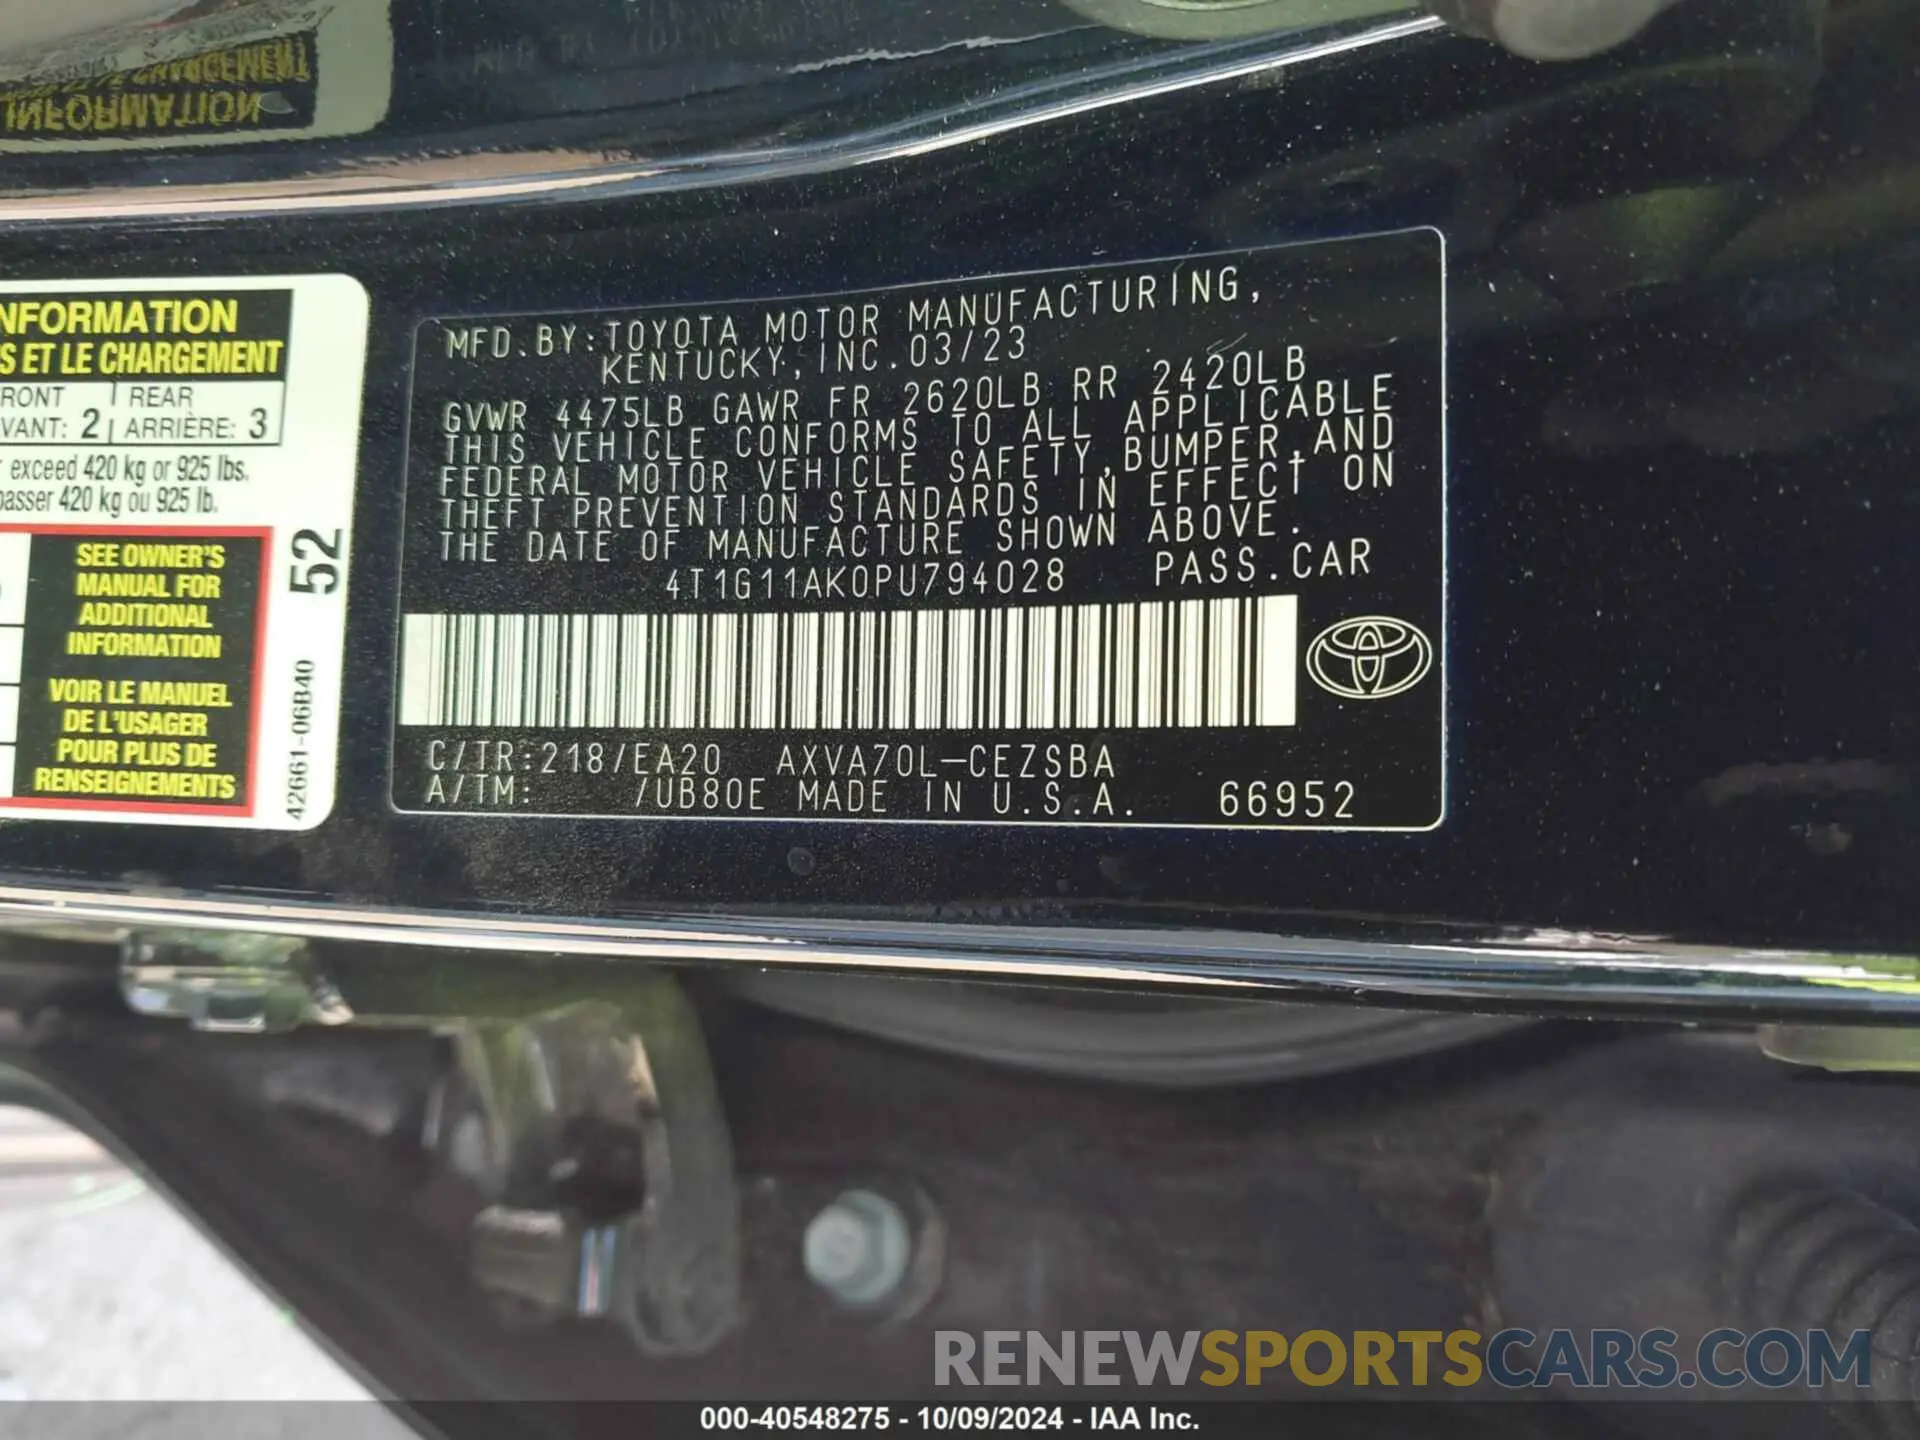 NFORMATION
S ET LE CHARGEMENT
RONT REAR
VANT: 2 ARRIÈRE: 3
exceed 420 kg or 925 lbs.
passer 420 kg ou 925 lb.
SEE OWNER'S
MANUAL FOR
ADDITIONAL
INFORMATION
VOIR LE MANUEL
DE L'USAGER
POUR PLUS DE
RENSEIGNEMENTS
52
42661-06B40
MFD.BY:TOYOTA MOTOR MANUFACTURING,
KENTUCKY, INC. 03/23
GVWR 4475LB GAWR FR 2620LB RR 2420LB
THIS VEHICLE CONFORMS TO ALL APPLICABLE
FEDERAL MOTOR VEHICLE SAFETY,BUMPER,AND
THEFT PREVENTION STANDARDS IN EFFECT ON
THE DATE OF MANUFACTURE SHOWN ABOVE.
4T1G11AK0PU794028 PASS.CAR
C/TR:218/EA20 AXVA70L-CEZSBA
A/TM: /UB80E MADE IN U.S.A. 66952
RENEWSPORTSCARS.COM
000-40548275 - 10/09/2024 - IAA Inc.